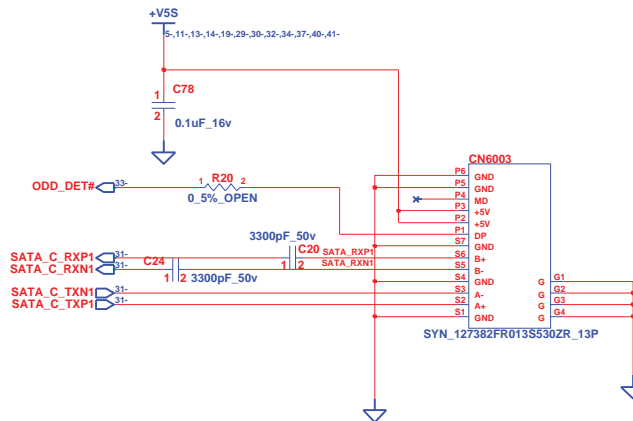 +V5S
5-,11-,13-,14-,19-,29-,30-,32-,34-,37-,40-,41-
1
C78
2
0.1uF_16v
CN6003
P6
GND
P5
GND
ODD_DET#
33-
1
R20
2
0_5%_OPEN
P4
MD
P3
+5V
P2
+5V
P1
DP
3300pF_50v
S7
GND
SATA_C_RXP1
31-
C20
SATA_RXP1
S6
B+
SATA_C_RXN1
31-
C24
1
2
SATA_RXN1
S5
B-
1
2
3300pF_50v
S4
GND
G
G1
SATA_C_TXN1
31-
S3
A-
G
G2
SATA_C_TXP1
31-
S2
A+
G
G3
S1
GND
G
G4
SYN_127382FR013S530ZR_13P